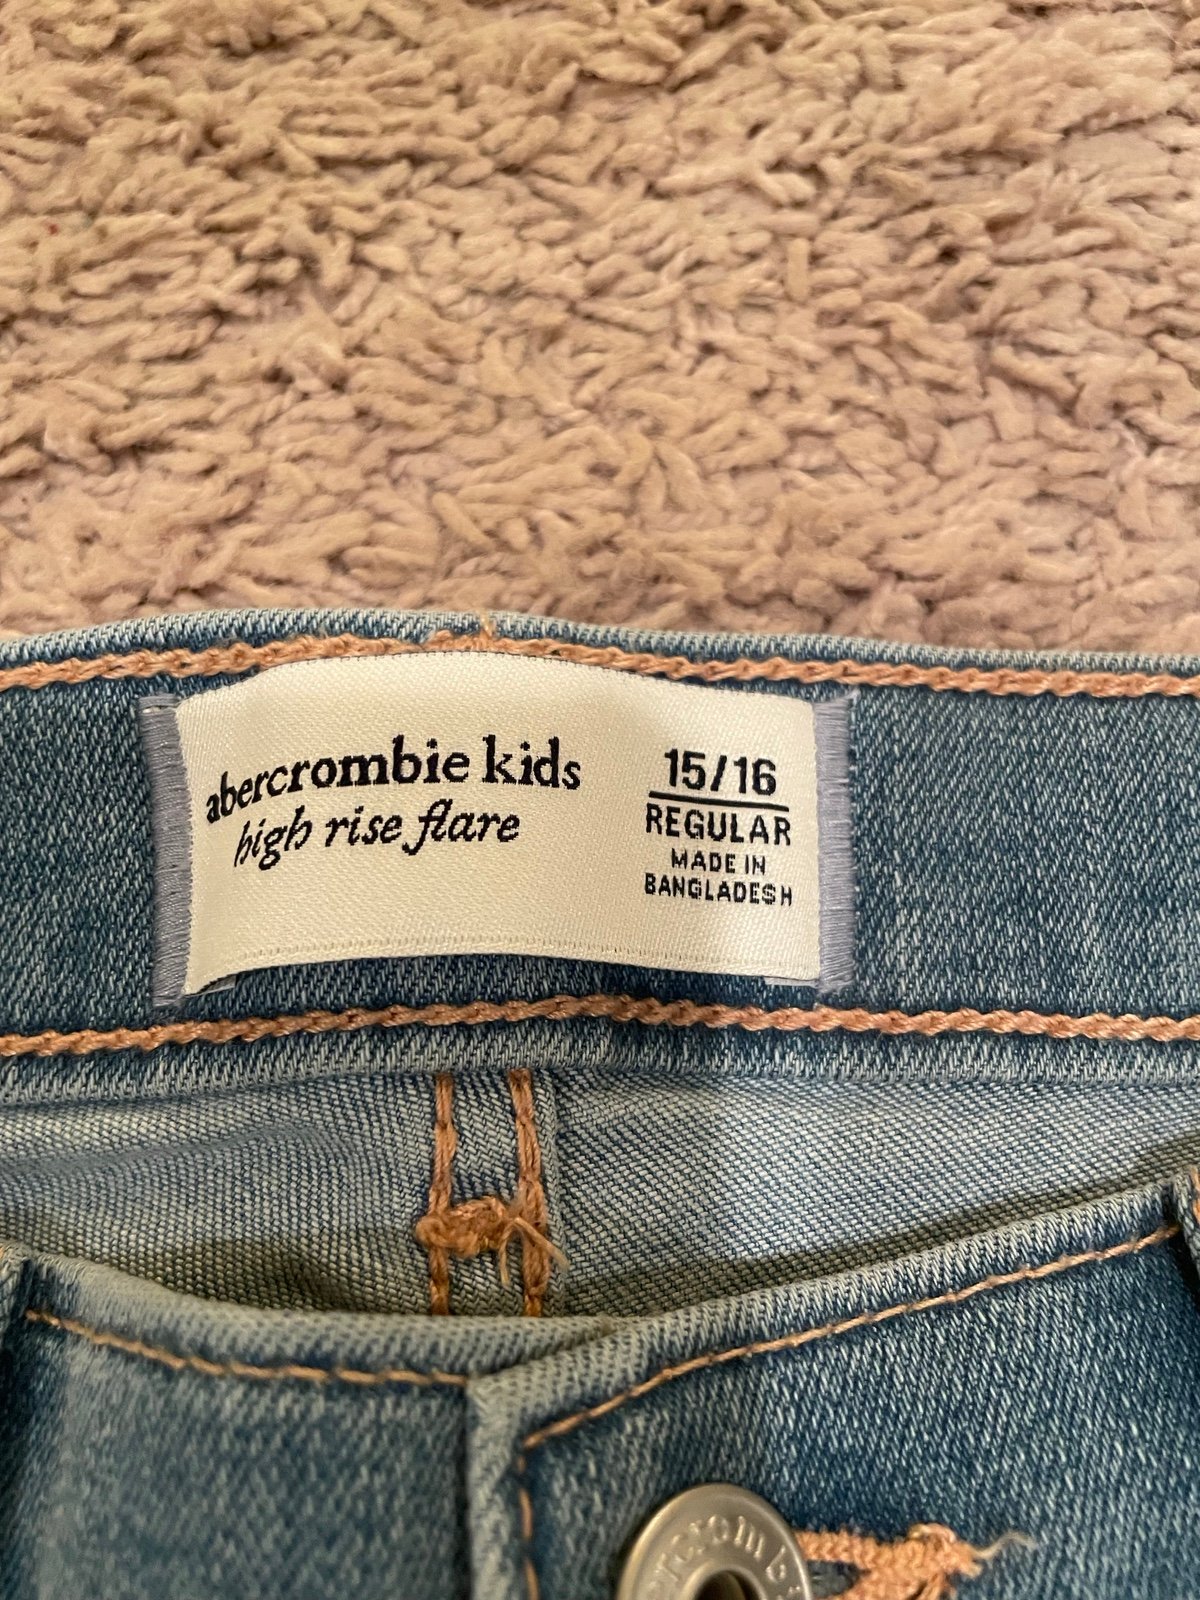 abercrombie kids
high rise flare
15/16
REGULAR
MADE IN
BANGLADESH